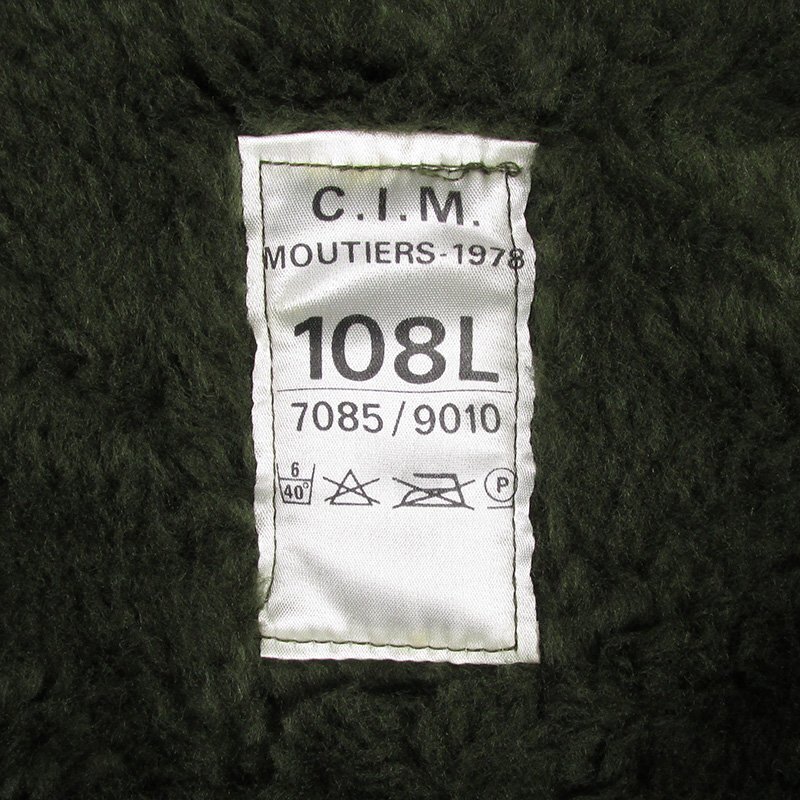 C.I.M.
MOUTIERS-1978
108L
7085/9010
6
40° P